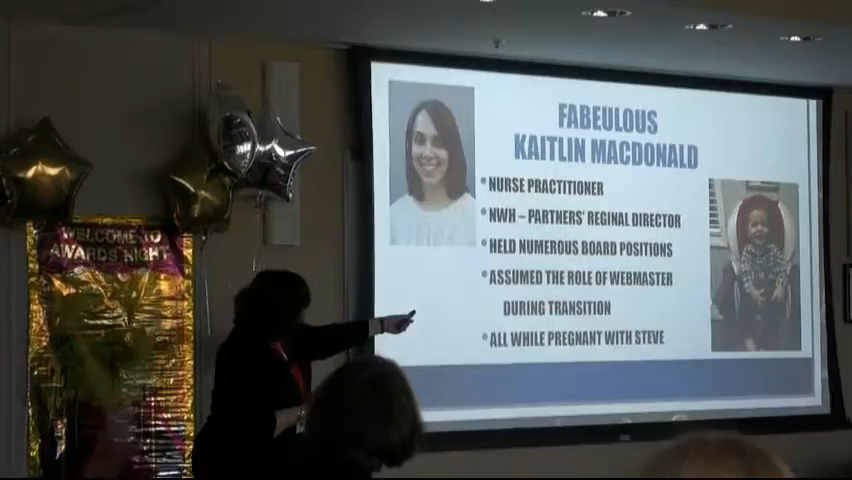 WELCOME TO
AWARDS NIGHT
FABEULOUS
KAITLIN MACDONALD
• NURSE PRACTITIONER
• NWH – PARTNERS' REGINAL DIRECTOR
• HELD NUMEROUS BOARD POSITIONS
• ASSUMED THE ROLE OF WEBMASTER
DURING TRANSITION
• ALL WHILE PREGNANT WITH STEVE